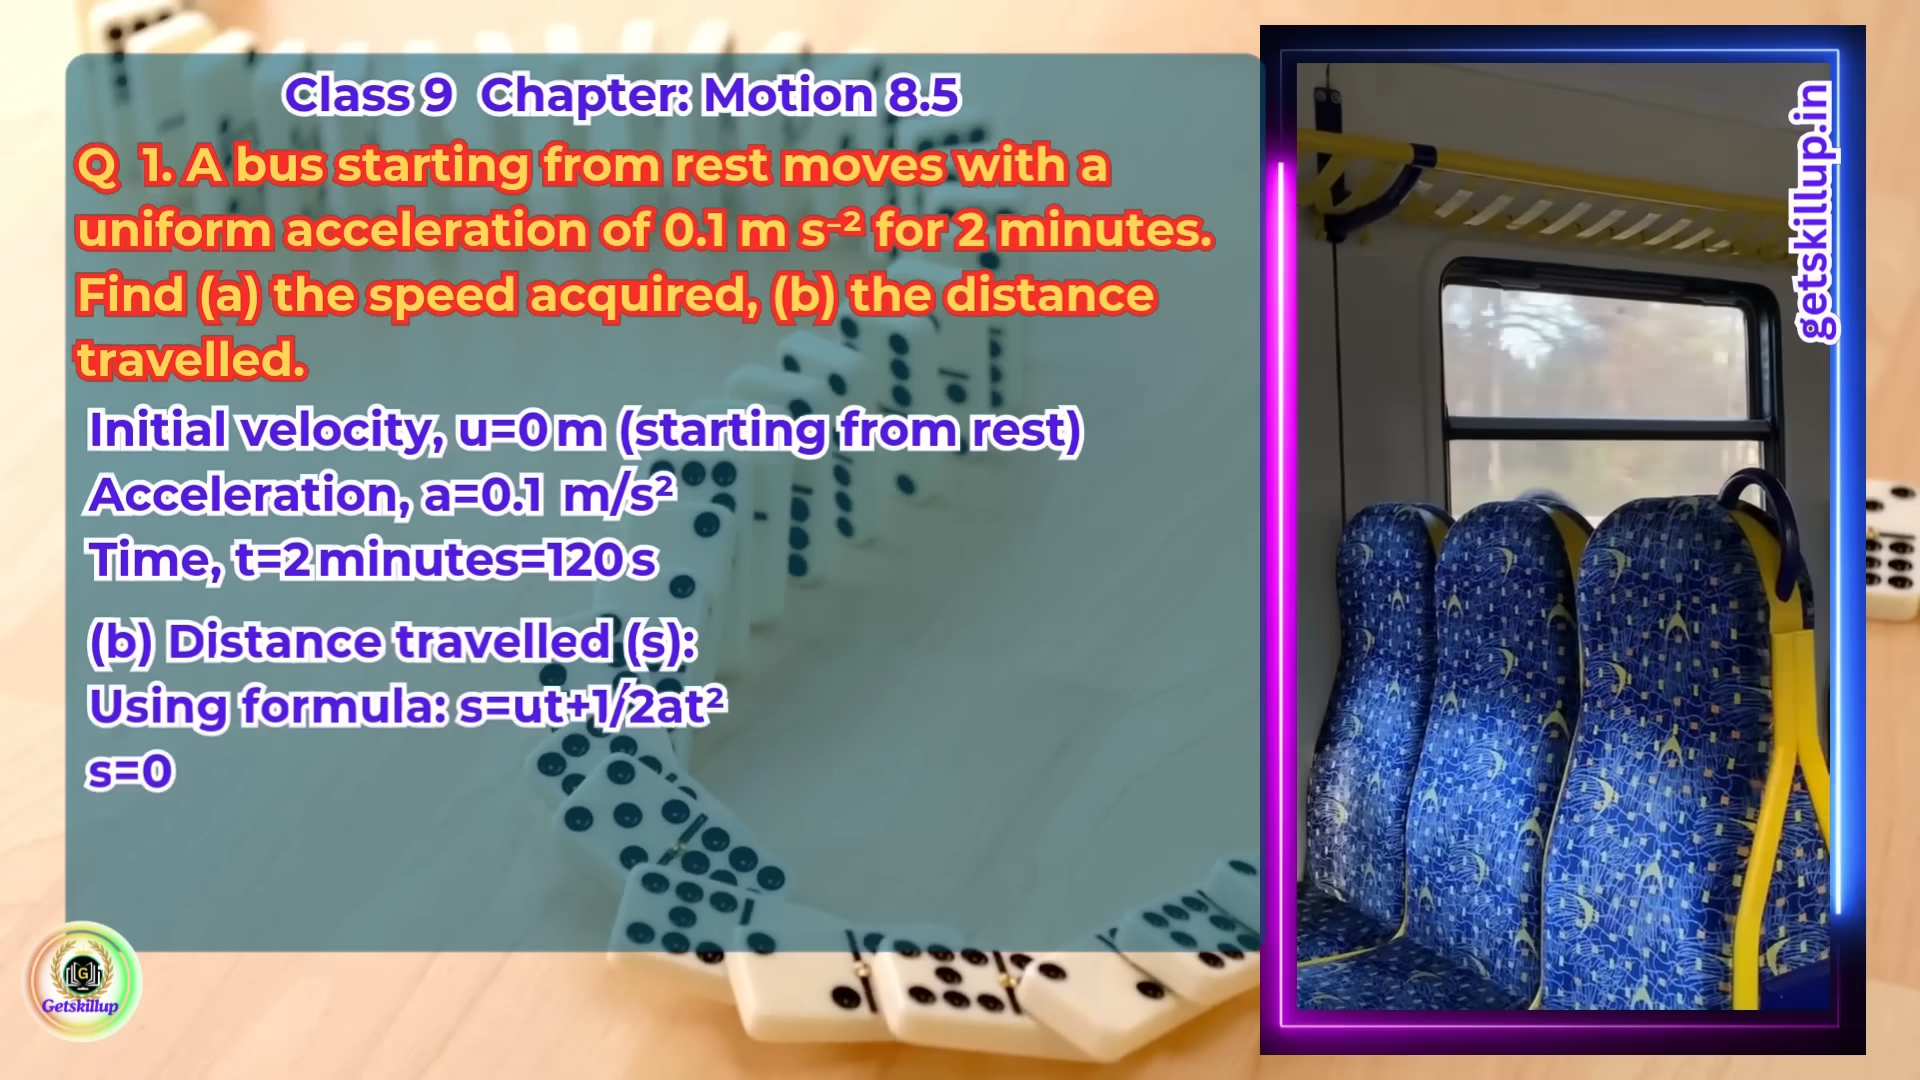 Class 9 Chapter: Motion 8.5
Q 1. A bus starting from rest moves with a
uniform acceleration of 0.1 m s⁻² for 2 minutes.
Find (a) the speed acquired, (b) the distance
travelled.
Initial velocity, u=0 m (starting from rest)
Acceleration, a=0.1 m/s²
Time, t=2 minutes=120 s
(b) Distance travelled (s):
Using formula: s=ut+1/2at²
s=0
getskillup.in
G
Getskillup